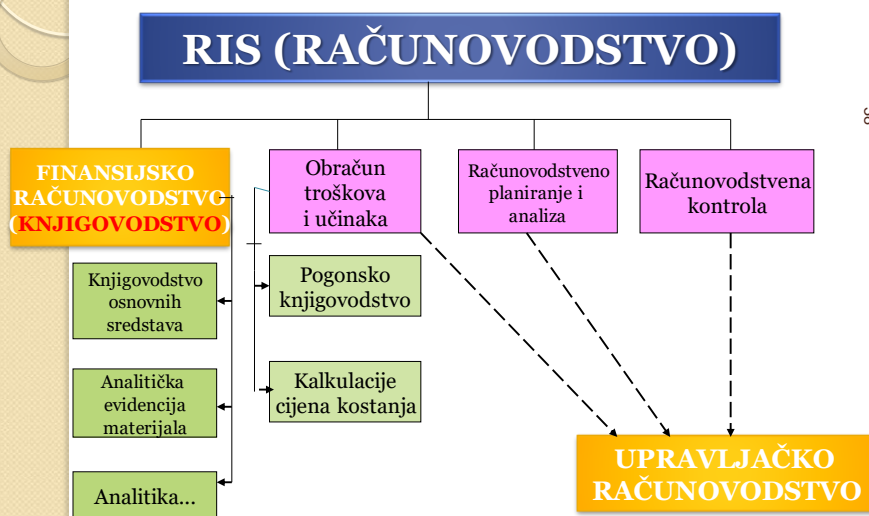 RIS (RAČUNOVODSTVO)
FINANSIJSKO
RAČUNOVODSTVO
(KNJIGOVODSTVO)
Obračun
troškova
i učinaka
Računovodstveno
planiranje i
analiza
Računovodstvena
kontrola
Knjigovodstvo
osnovnih
sredstava
Pogonsko
knjigovodstvo
Analitička
evidencija
materijala
Kalkulacije
cijena kostanja
Analitika...
UPRAVLJAČKO
RAČUNOVODSTVO